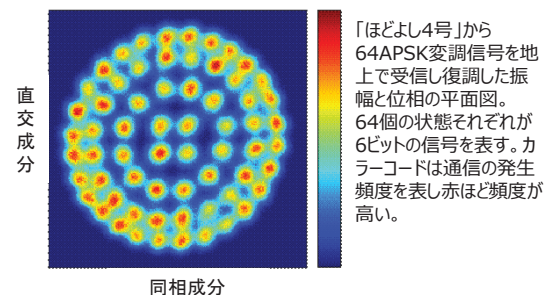 直交成分
同相成分
「ほどよし4号」から
64APSK変調信号を地
上で受信し復調した振
幅と位相の平面図。
64個の状態それぞれが
6ビットの信号を表す。カ
ラーコードは通信の発生
頻度を表し赤ほど頻度が
高い。